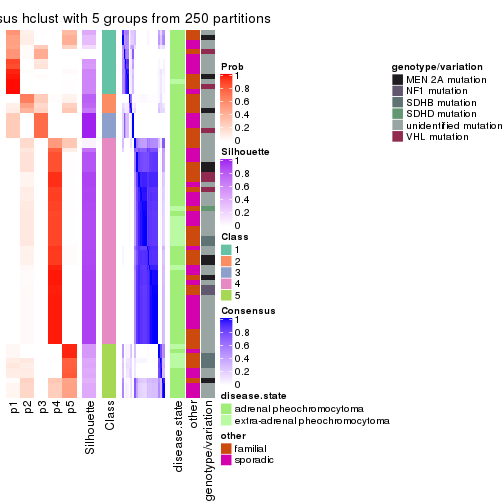 sus hclust with 5 groups from 250 partitions
Prob
1
0.8
0.6
0.4
0.2
0
Silhouette
1
0.8
0.6
0.4
0.2
0
Class
1
2
3
4
5
Consensus
1
0.8
0.6
0.4
0.2
0
disease.state
adrenal pheochromocytoma
extra-adrenal pheochromocytoma
other
familial
sporadic
genotype/variation
MEN 2A mutation
NF1 mutation
SDHB mutation
SDHD mutation
unidentified mutation
VHL mutation
p1
p2
p3
p4
p5
Silhouette
Class
disease.state
other
genotype/variation